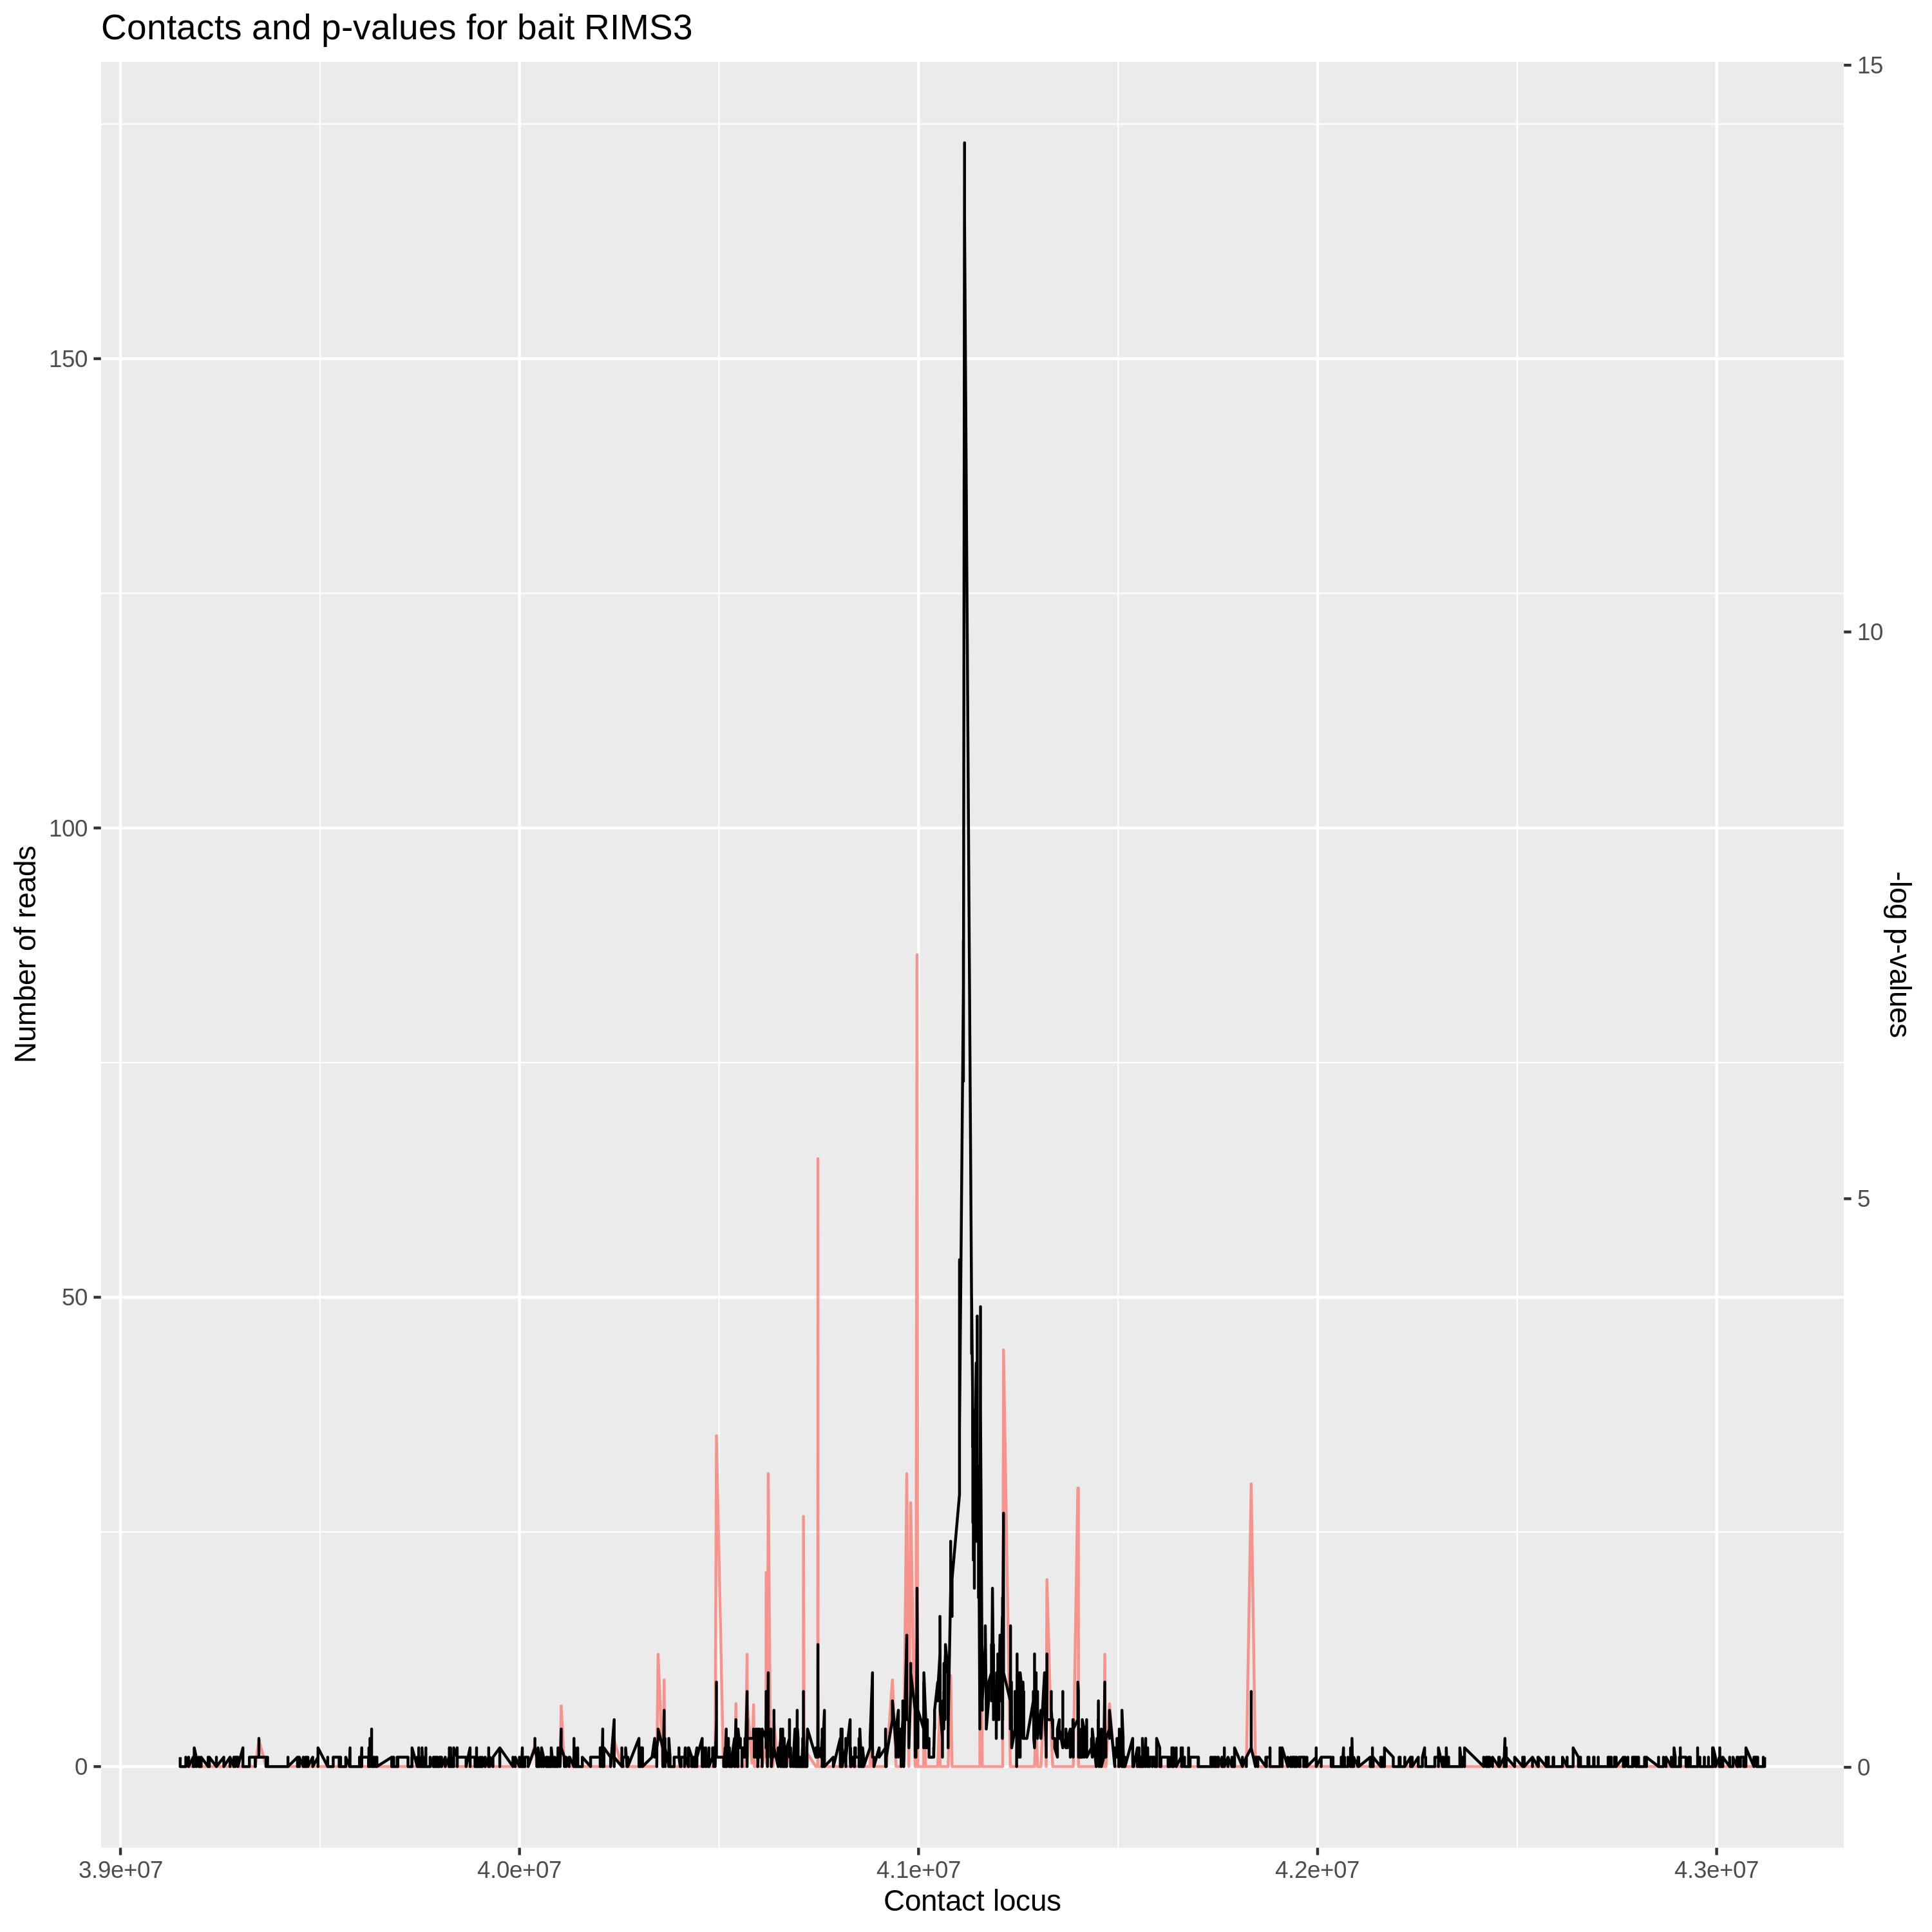 Contacts and p-values for bait RIMS3
15
150
10
100
Number of reads
-log p-values
5
50
0
0
3.9e+07
4.0e+07
4.1e+07
4.2e+07
4.3e+07
Contact locus